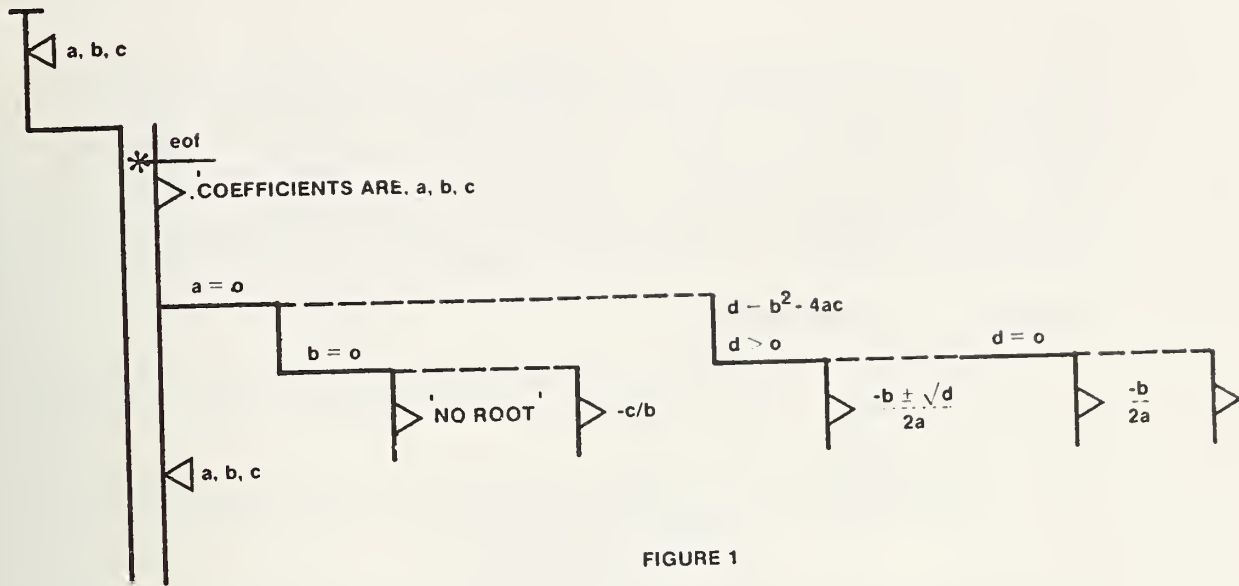 a, b, c
eof
'COEFFICIENTS ARE, a, b, c
a = o
d – b² - 4ac
b = o
d > o
d = o
'NO ROOT'
-c/b
-b ± √d
2a
-b
2a
a, b, c
FIGURE 1